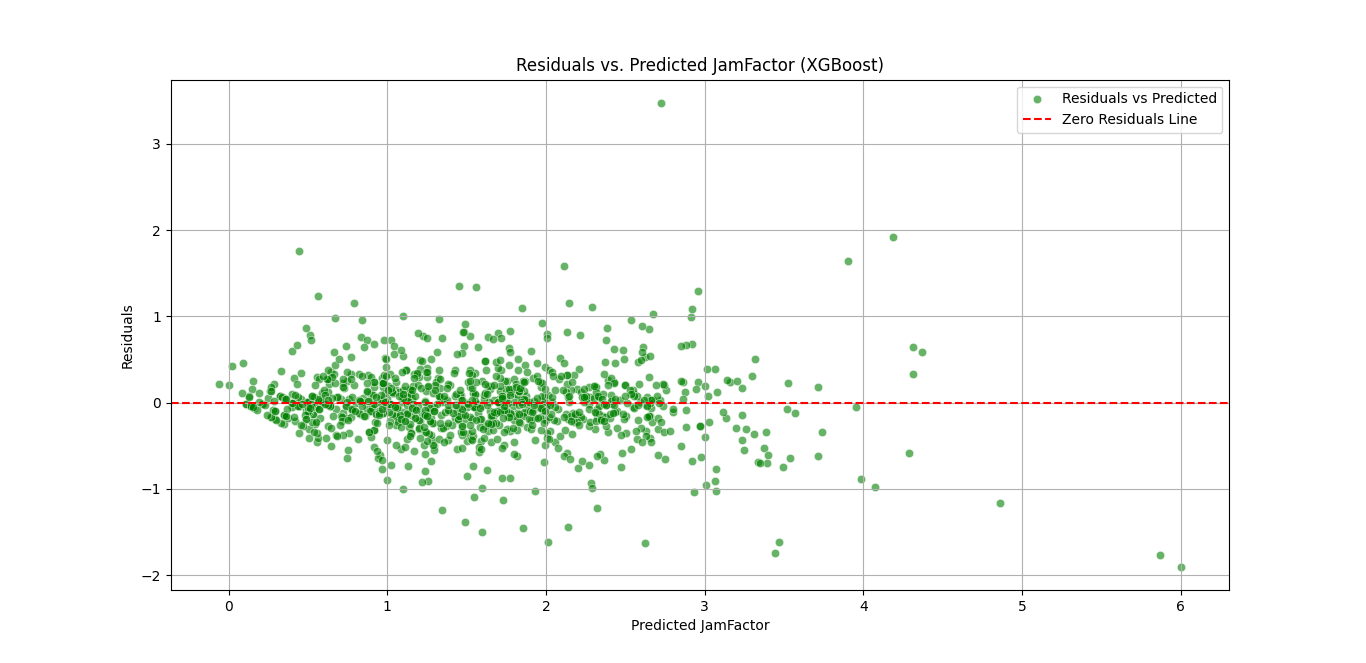 Residuals vs. Predicted JamFactor (XGBoost)
Residuals vs Predicted
Zero Residuals Line
Residuals
3
2
1
0
−1
−2
0 1 2 3 4 5 6
Predicted JamFactor